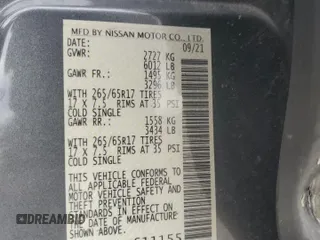 MFD BY NISSAN MOTOR CO., LTD.
DATE: 09/21
GVWR: 2727 KG
6012 LB
GAWR FR.: 1495 KG
3296 LB
WITH 265/65R17 TIRES
17 X 7.5 RIMS AT 35 PSI
COLD SINGLE
GAWR RR.: 1558 KG
3434 LB
WITH 265/65R17 TIRES
17 X 7.5 RIMS AT 35 PSI
COLD SINGLE
THIS VEHICLE CONFORMS TO
ALL APPLICABLE FEDERAL
MOTOR VEHICLE SAFETY
STANDARDS IN EFFECT ON
THE DATE OF MANUFACTURE
SHOWN ABOVE.
DREAMBID
AUTOBIDCAR